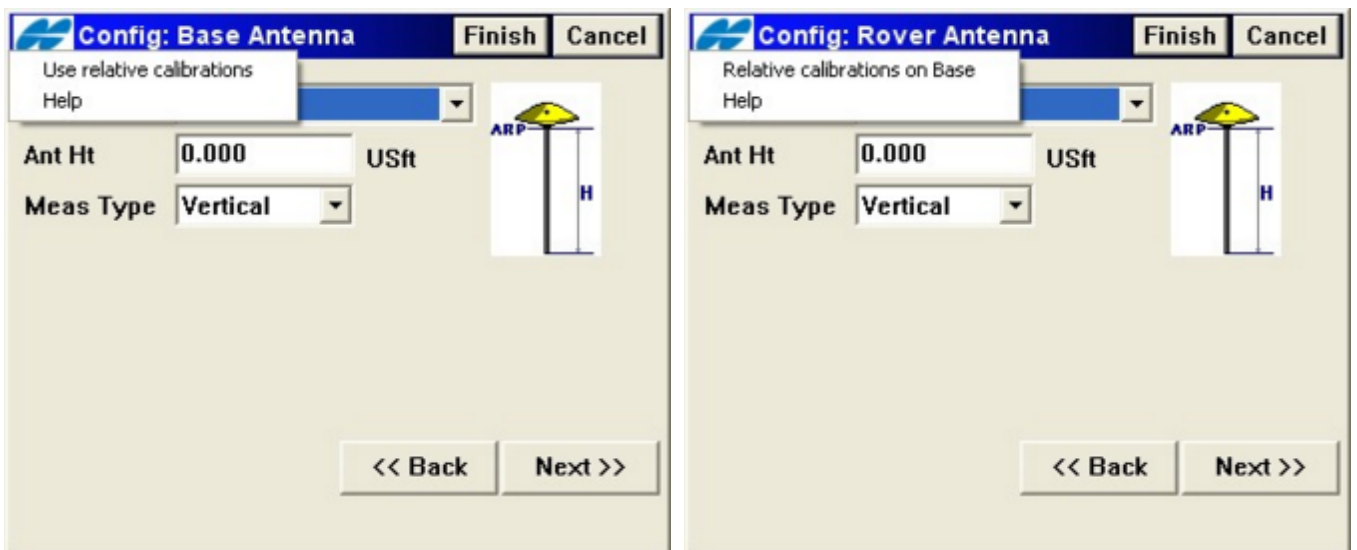 Config: Base Antenna Finish Cancel
Use relative calibrations
Help
ARP
Ant Ht 0.000 USft
H
Meas Type Vertical
<< Back Next >>
Config: Rover Antenna Finish Cancel
Relative calibrations on Base
Help
ARP
Ant Ht 0.000 USft
H
Meas Type Vertical
<< Back Next >>